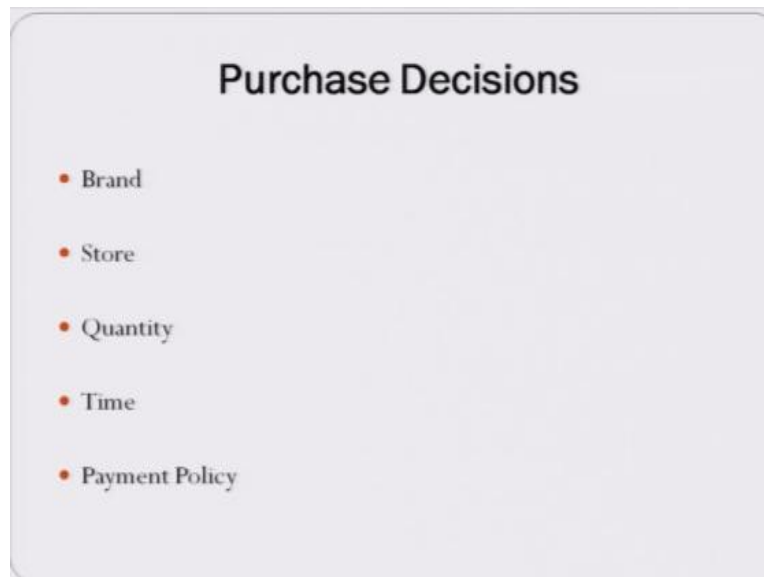 Purchase Decisions
Brand
Store
Quantity
Time
Payment Policy